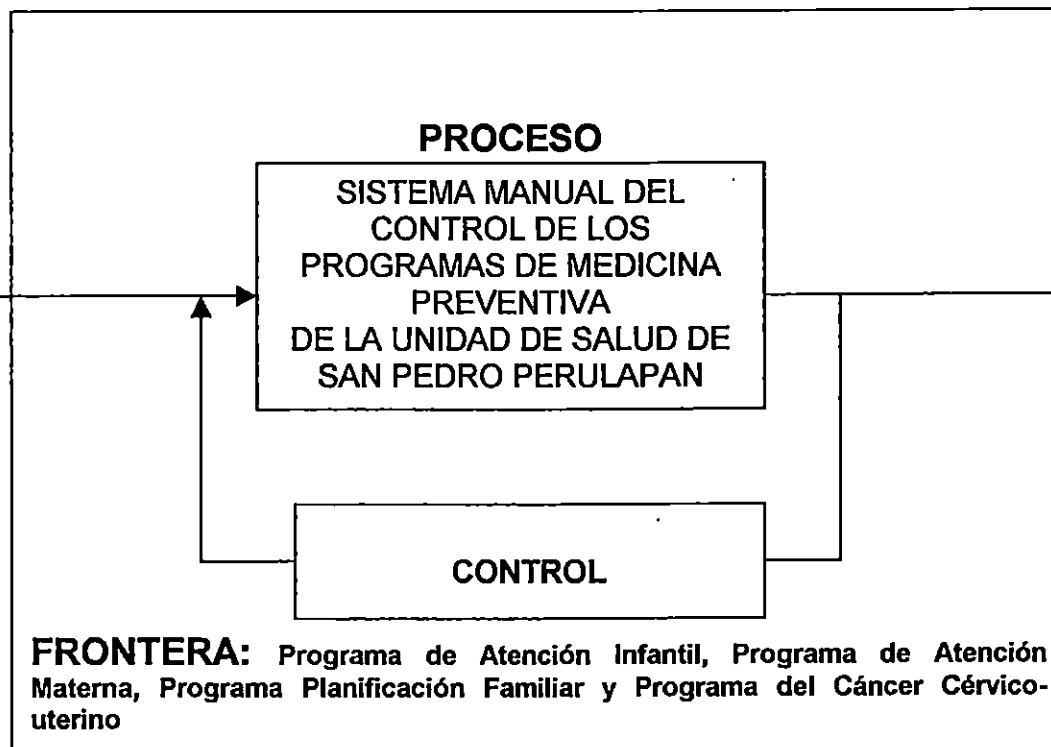 PROCESO
SISTEMA MANUAL DEL
CONTROL DE LOS
PROGRAMAS DE MEDICINA
PREVENTIVA
DE LA UNIDAD DE SALUD DE
SAN PEDRO PERULAPAN
CONTROL
FRONTERA: Programa de Atención Infantil, Programa de Atención
Materna, Programa Planificación Familiar y Programa del Cáncer Cérvico-
uterino